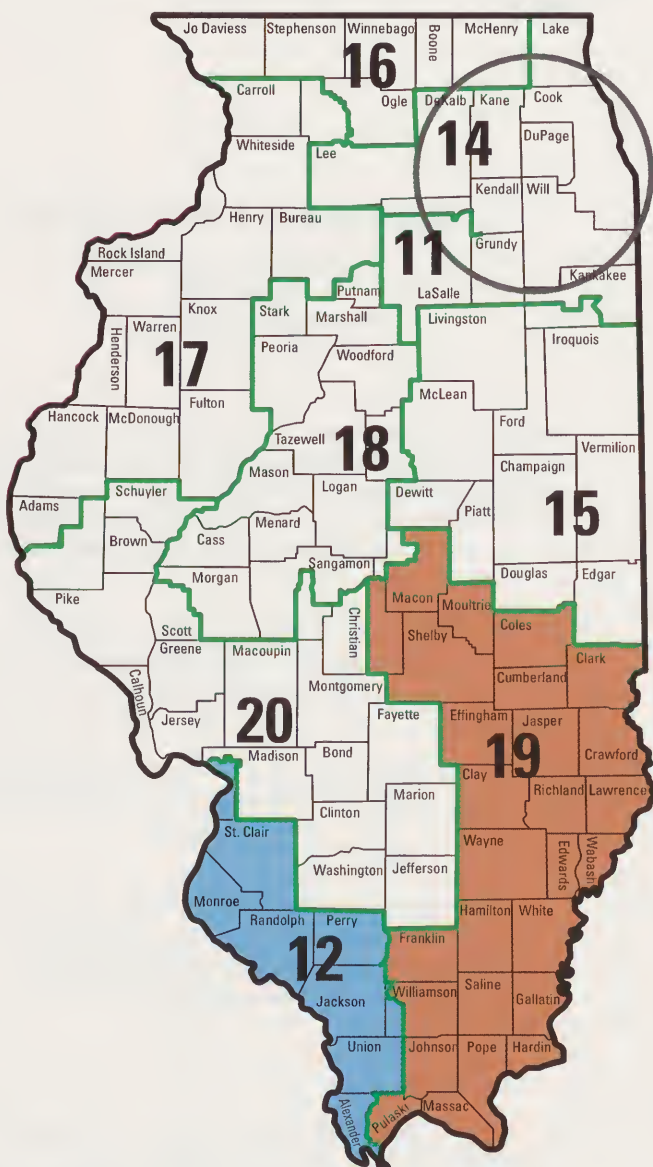 Jo Daviess
Stephenson
Winnebago
Boone
McHenry
Lake
16
Carroll
Ogle
DeKalb
Kane
Cook
14
DuPage
Whiteside
Lee
Kendall
Will
Henry
Bureau
11
Grundy
Rock Island
Mercer
Putnam
LaSalle
Kankakee
Knox
Stark
Marshall
Livingston
Iroquois
Henderson
Warren
17
Peoria
Woodford
McLean
Ford
Hancock
McDonough
Fulton
Tazewell
18
Vermilion
Mason
Champaign
Adams
Schuyler
Logan
Dewitt
Piatt
15
Brown
Cass
Menard
Sangamon
Douglas
Edgar
Pike
Morgan
Macon
Moultrie
Christian
Scott
Shelby
Coles
Greene
Macoupin
Clark
Calhoun
Montgomery
Cumberland
Jersey
20
Fayette
Effingham
Jasper
19
Crawford
Madison
Bond
Clay
Marion
Richland
Lawrence
Clinton
St. Clair
Wayne
Edwards
Wabash
Washington
Jefferson
Monroe
Randolph
Perry
Hamilton
White
12
Franklin
Williamson
Saline
Gallatin
Jackson
Union
Johnson
Pope
Hardin
Alexander
Pulaski
Massac